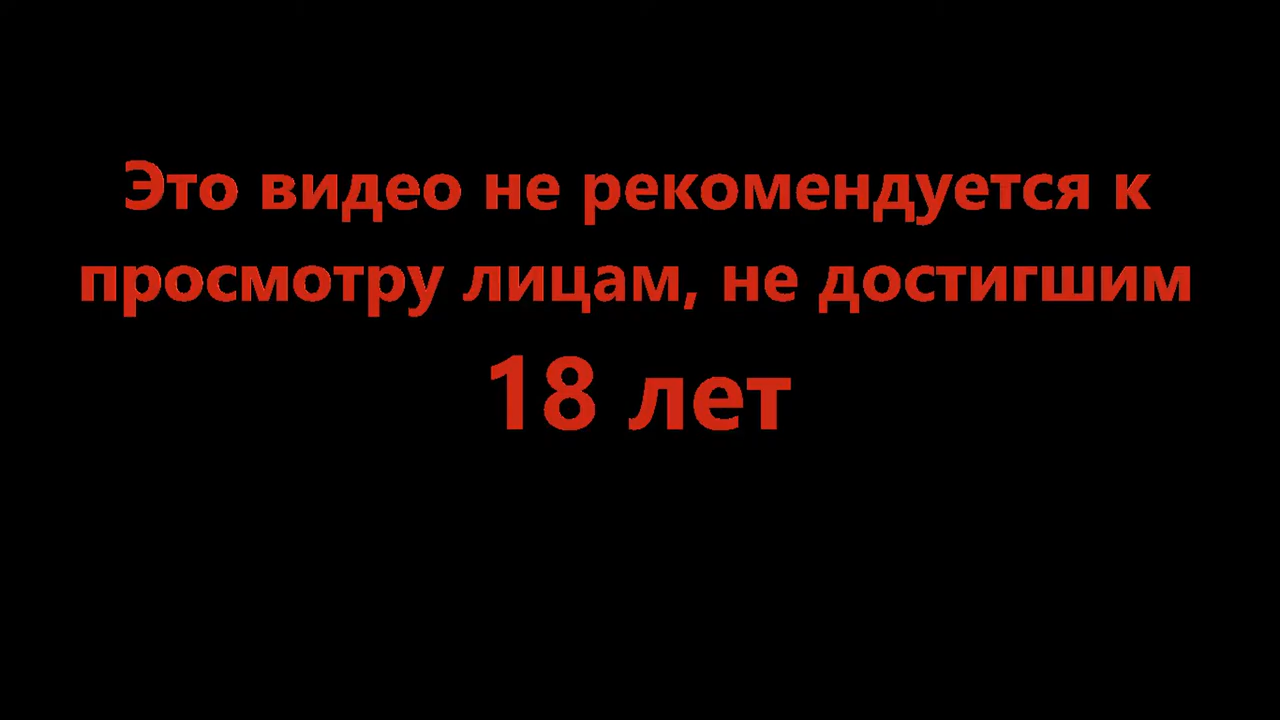 Это видео не рекомендуется к
просмотру лицам, не достигшим
18 лет